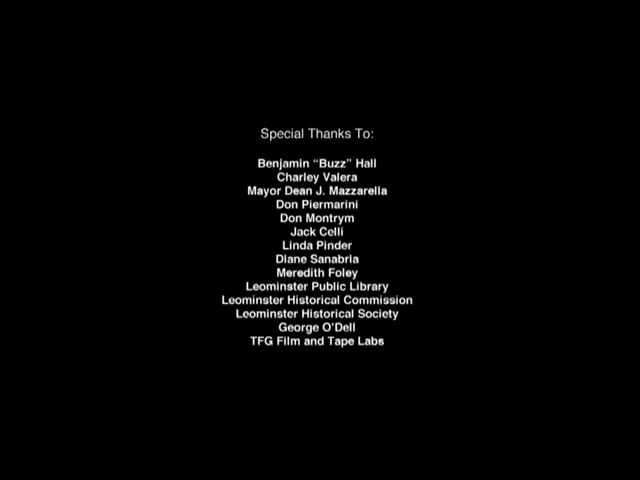 Special Thanks To:
Benjamin “Buzz” Hall
Charley Valera
Mayor Dean J. Mazzarella
Don Piermarini
Don Montrym
Jack Celli
Linda Pinder
Diane Sanabria
Meredith Foley
Leominster Public Library
Leominster Historical Commission
Leominster Historical Society
George O'Dell
TFG Film and Tape Labs